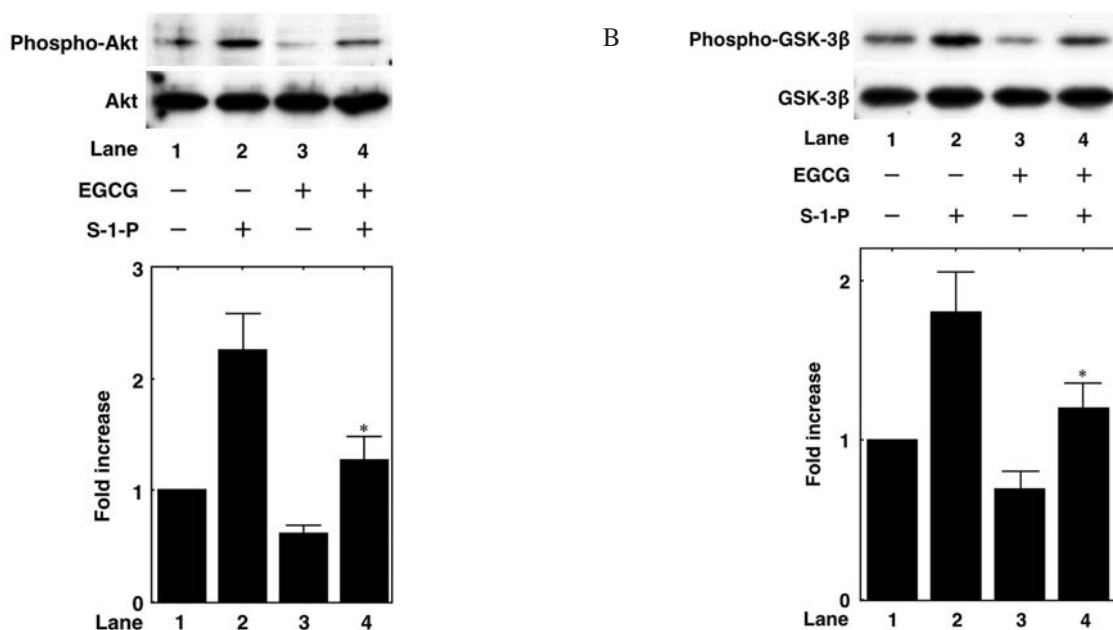 Phospho-Akt
Akt
Lane 1 2 3 4
EGCG − − + +
S-1-P − + − +
3
2
1
0
Fold increase
*
Lane 1 2 3 4
B
Phospho-GSK-3β
GSK-3β
Lane 1 2 3 4
EGCG − − + +
S-1-P − + − +
2
1
0
Fold increase
*
Lane 1 2 3 4